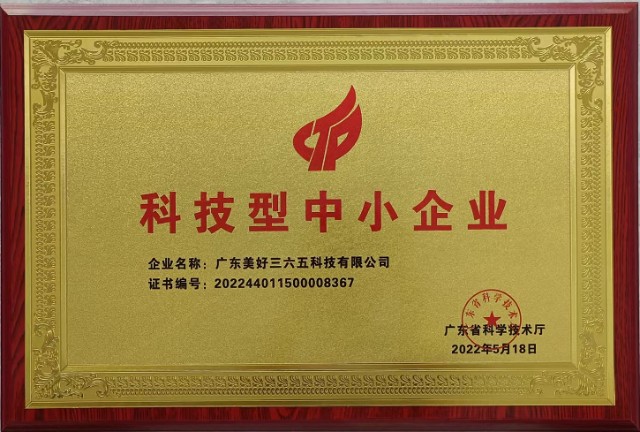 科技型中小企业
企业名称：广东美好三六五科技有限公司
证书编号：202244011500008367
广东省科学技术厅
2022年5月18日